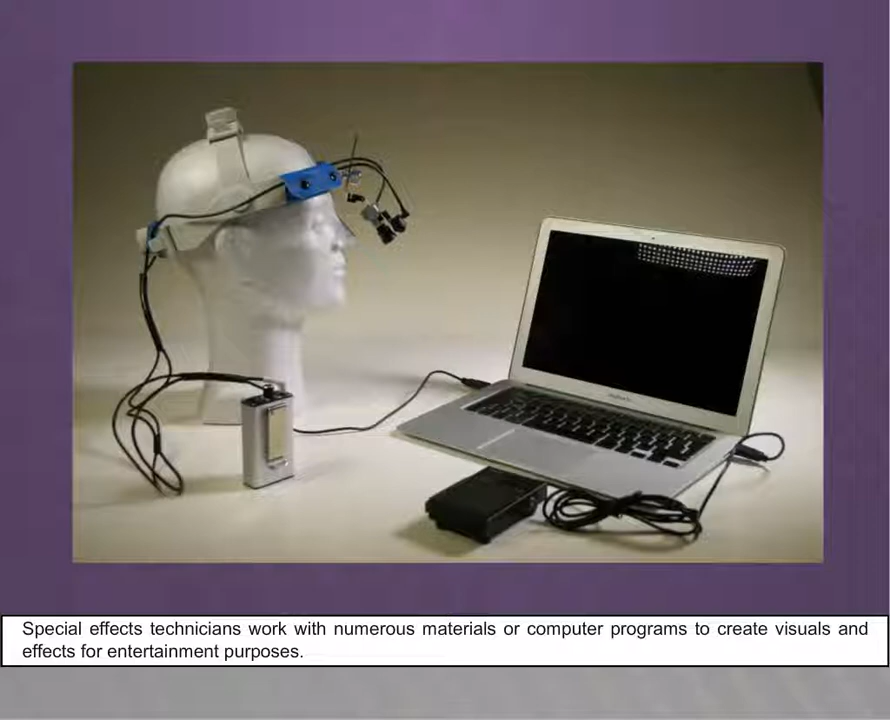 Special effects technicians work with numerous materials or computer programs to create visuals and
effects for entertainment purposes.